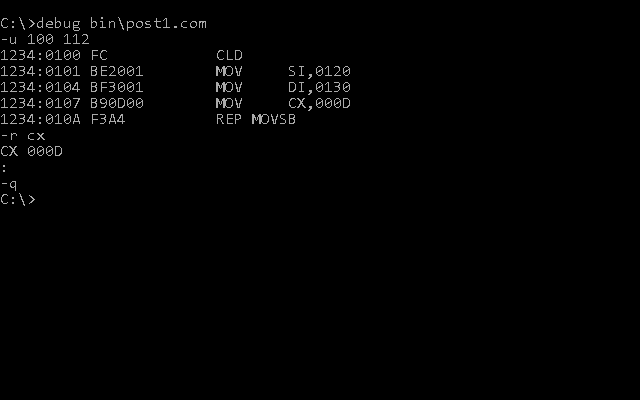 C:\>debug bin\post1.com
-u 100 112
1234:0100 FC            CLD
1234:0101 BE2001        MOV     SI,0120
1234:0104 BF3001        MOV     DI,0130
1234:0107 B90D00        MOV     CX,000D
1234:010A F3A4          REP MOVSB
-r cx
CX 000D
:
-q
C:\>